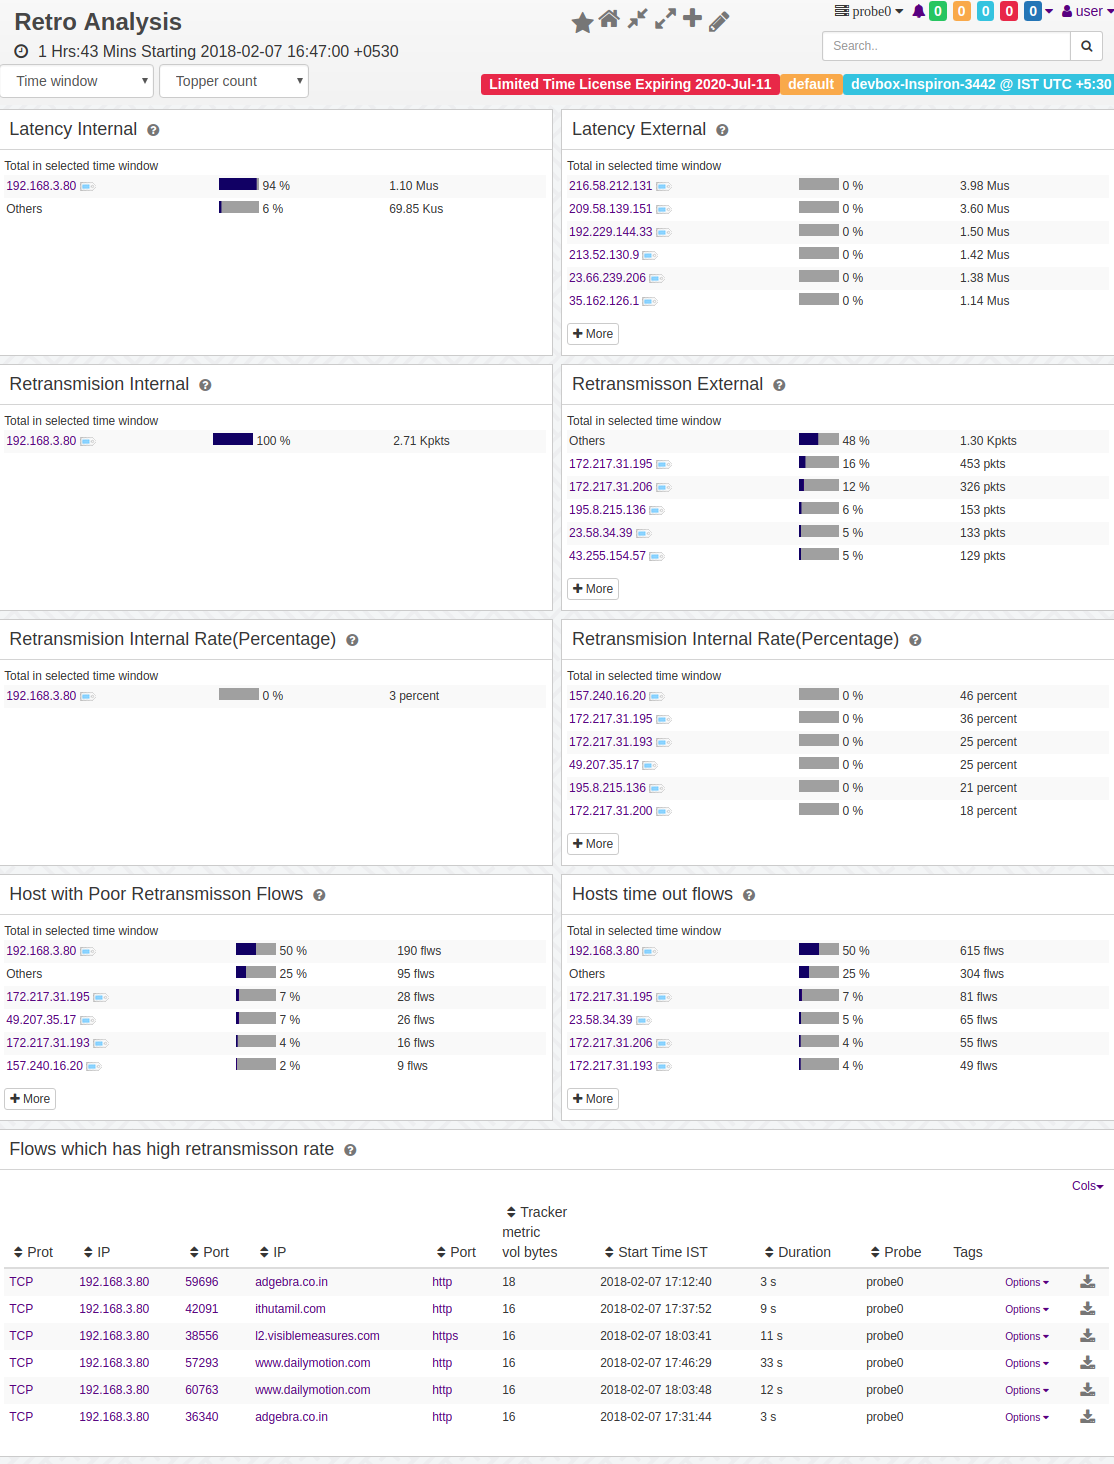 Retro Analysis
probe0
0 0 0 0 0
user
1 Hrs:43 Mins Starting 2018-02-07 16:47:00 +0530
Search..
Time window
Topper count
Limited Time License Expiring 2020-Jul-11 default devbox-Inspiron-3442 @ IST UTC +5:30
Latency Internal
Total in selected time window
192.168.3.80 94 % 1.10 Mus
Others 6 % 69.85 Kus
Latency External
Total in selected time window
216.58.212.131 0 % 3.98 Mus
209.58.139.151 0 % 3.60 Mus
192.229.144.33 0 % 1.50 Mus
213.52.130.9 0 % 1.42 Mus
23.66.239.206 0 % 1.38 Mus
35.162.126.1 0 % 1.14 Mus
More
Retransmision Internal
Total in selected time window
192.168.3.80 100 % 2.71 Kpkts
Retransmisson External
Total in selected time window
Others 48 % 1.30 Kpkts
172.217.31.195 16 % 453 pkts
172.217.31.206 12 % 326 pkts
195.8.215.136 6 % 153 pkts
23.58.34.39 5 % 133 pkts
43.255.154.57 5 % 129 pkts
More
Retransmision Internal Rate(Percentage)
Total in selected time window
192.168.3.80 0 % 3 percent
Retransmision Internal Rate(Percentage)
Total in selected time window
157.240.16.20 0 % 46 percent
172.217.31.195 0 % 36 percent
172.217.31.193 0 % 25 percent
49.207.35.17 0 % 25 percent
195.8.215.136 0 % 21 percent
172.217.31.200 0 % 18 percent
More
Host with Poor Retransmisson Flows
Total in selected time window
192.168.3.80 50 % 190 flws
Others 25 % 95 flws
172.217.31.195 7 % 28 flws
49.207.35.17 7 % 26 flws
172.217.31.193 4 % 16 flws
157.240.16.20 2 % 9 flws
More
Hosts time out flows
Total in selected time window
192.168.3.80 50 % 615 flws
Others 25 % 304 flws
172.217.31.195 7 % 81 flws
23.58.34.39 5 % 65 flws
172.217.31.206 4 % 55 flws
172.217.31.193 4 % 49 flws
More
Flows which has high retransmisson rate
Cols
Tracker
metric
Prot IP Port IP Port vol bytes Start Time IST Duration Probe Tags
TCP 192.168.3.80 59696 adgebra.co.in http 18 2018-02-07 17:12:40 3 s probe0 Options
TCP 192.168.3.80 42091 ithutamil.com http 16 2018-02-07 17:37:52 9 s probe0 Options
TCP 192.168.3.80 38556 l2.visiblemeasures.com https 16 2018-02-07 18:03:41 11 s probe0 Options
TCP 192.168.3.80 57293 www.dailymotion.com http 16 2018-02-07 17:46:29 33 s probe0 Options
TCP 192.168.3.80 60763 www.dailymotion.com http 16 2018-02-07 18:03:48 12 s probe0 Options
TCP 192.168.3.80 36340 adgebra.co.in http 16 2018-02-07 17:31:44 3 s probe0 Options